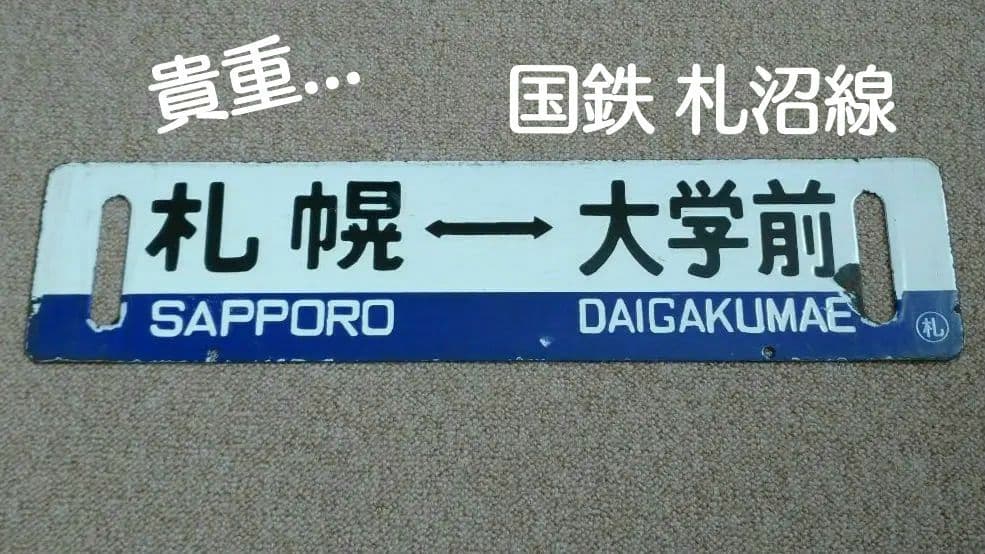 貴重…
国鉄 札沼線
札幌 ↔ 大学前
SAPPORO DAIGAKUMAE
札